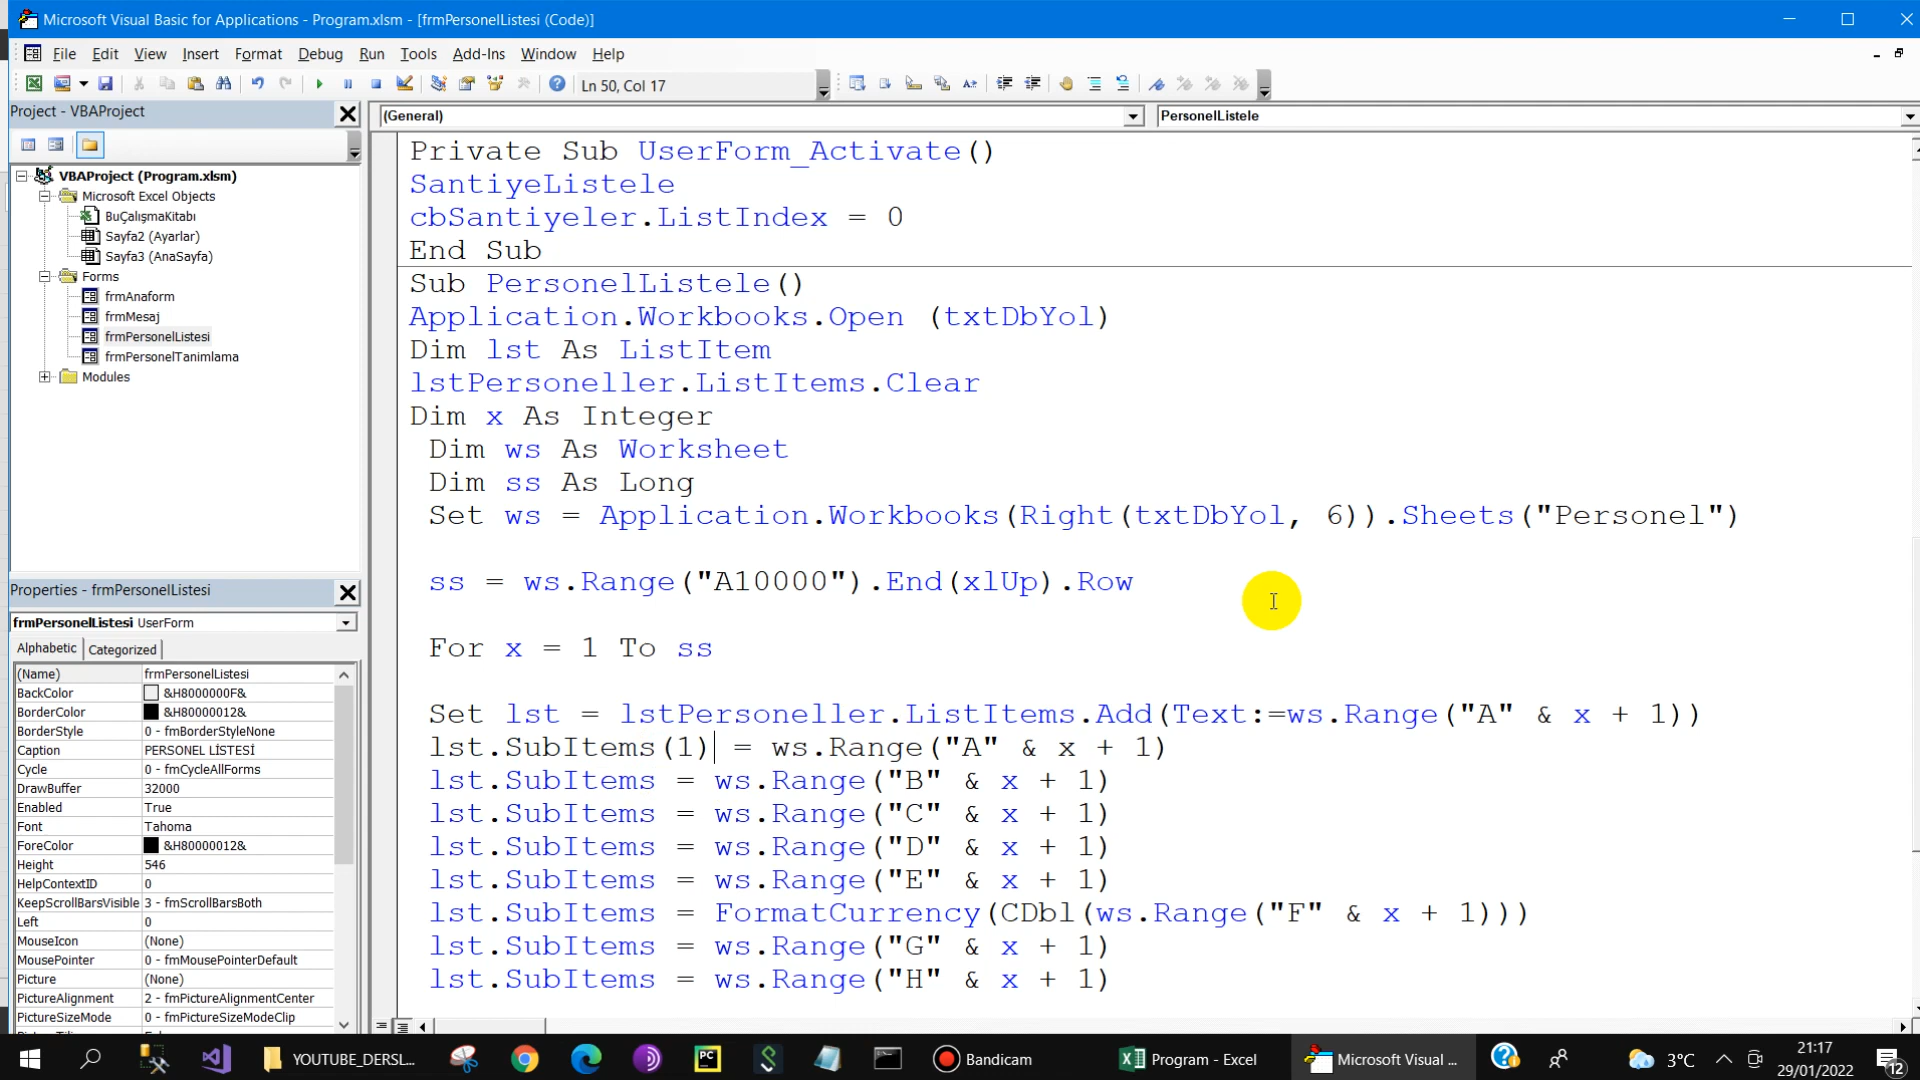 Microsoft Visual Basic for Applications - Program.xlsm - [frmPersonelListesi (Code)]
File Edit View Insert Format Debug Run Tools Add-Ins Window Help
Ln 50, Col 17
Project - VBAProject
(General)
PersonelListele
VBAProject (Program.xlsm)
Microsoft Excel Objects
BuÇalışmaKitabı
Sayfa2 (Ayarlar)
Sayfa3 (AnaSayfa)
Forms
frmAnaform
frmMesaj
frmPersonelListesi
frmPersonelTanimlama
Modules
Properties - frmPersonelListesi
frmPersonelListesi UserForm
Alphabetic Categorized
(Name) frmPersonelListesi
BackColor &H8000000F&
BorderColor &H80000012&
BorderStyle 0 - fmBorderStyleNone
Caption PERSONEL LİSTESİ
Cycle 0 - fmCycleAllForms
DrawBuffer 32000
Enabled True
Font Tahoma
ForeColor &H80000012&
Height 546
HelpContextID 0
KeepScrollBarsVisible 3 - fmScrollBarsBoth
Left 0
MouseIcon (None)
MousePointer 0 - fmMousePointerDefault
Picture (None)
PictureAlignment 2 - fmPictureAlignmentCenter
PictureSizeMode 0 - fmPictureSizeModeClip
Private Sub UserForm_Activate()
SantiyeListele
cbSantiyeler.ListIndex = 0
End Sub
Sub PersonelListele()
Application.Workbooks.Open (txtDbYol)
Dim lst As ListItem
lstPersoneller.ListItems.Clear
Dim x As Integer
Dim ws As Worksheet
Dim ss As Long
Set ws = Application.Workbooks(Right(txtDbYol, 6)).Sheets("Personel")
ss = ws.Range("A10000").End(xlUp).Row
For x = 1 To ss
Set lst = lstPersoneller.ListItems.Add(Text:=ws.Range("A" & x + 1))
lst.SubItems(1) = ws.Range("A" & x + 1)
lst.SubItems = ws.Range("B" & x + 1)
lst.SubItems = ws.Range("C" & x + 1)
lst.SubItems = ws.Range("D" & x + 1)
lst.SubItems = ws.Range("E" & x + 1)
lst.SubItems = FormatCurrency(CDbl(ws.Range("F" & x + 1)))
lst.SubItems = ws.Range("G" & x + 1)
lst.SubItems = ws.Range("H" & x + 1)
YOUTUBE_DERSL...
PC
Bandicam
Program - Excel
Microsoft Visual ...
3°C
21:17
29/01/2022
12